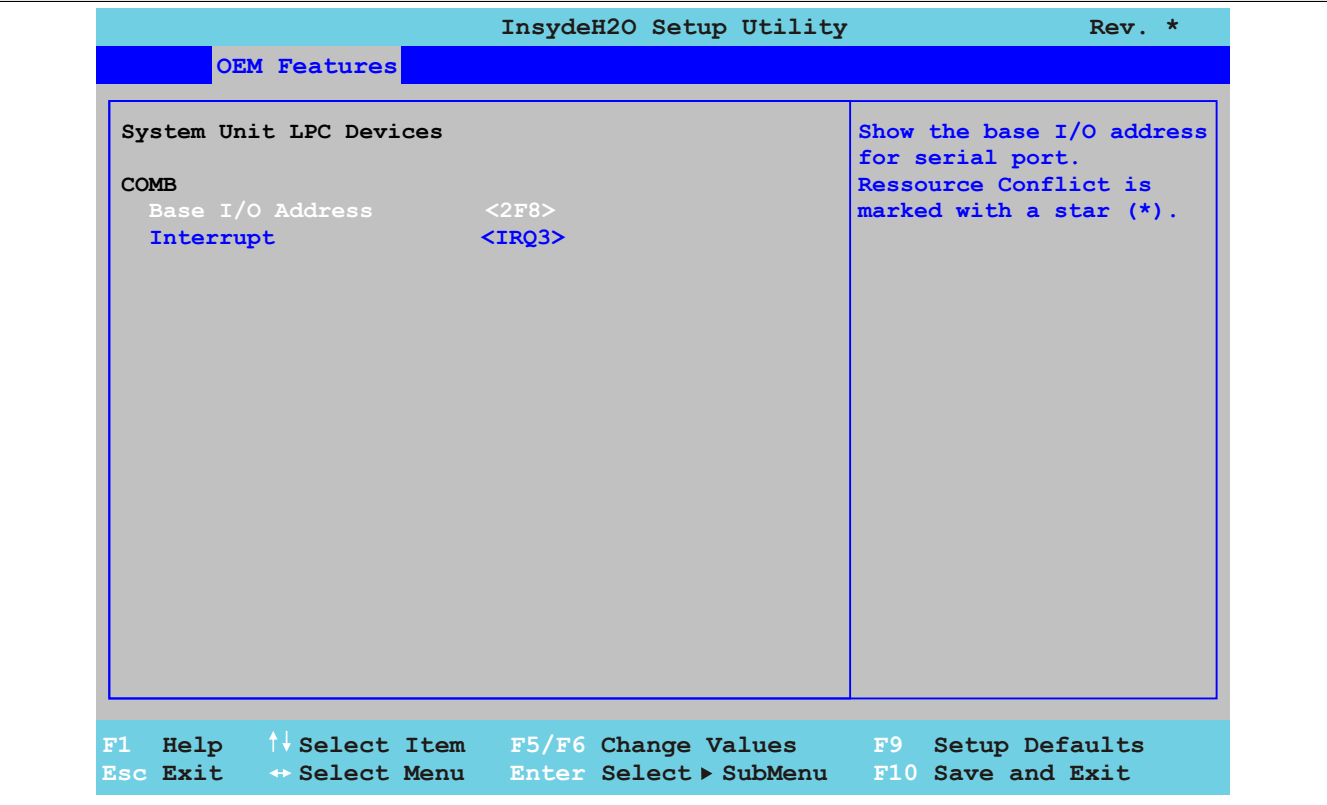 InsydeH2O Setup Utility Rev. *
OEM Features
System Unit LPC Devices
COMB
Base I/O Address <2F8>
Interrupt <IRQ3>
Show the base I/O address
for serial port.
Ressource Conflict is
marked with a star (*).
F1 Help ↑↓ Select Item F5/F6 Change Values F9 Setup Defaults
Esc Exit ↔ Select Menu Enter Select ▶ SubMenu F10 Save and Exit